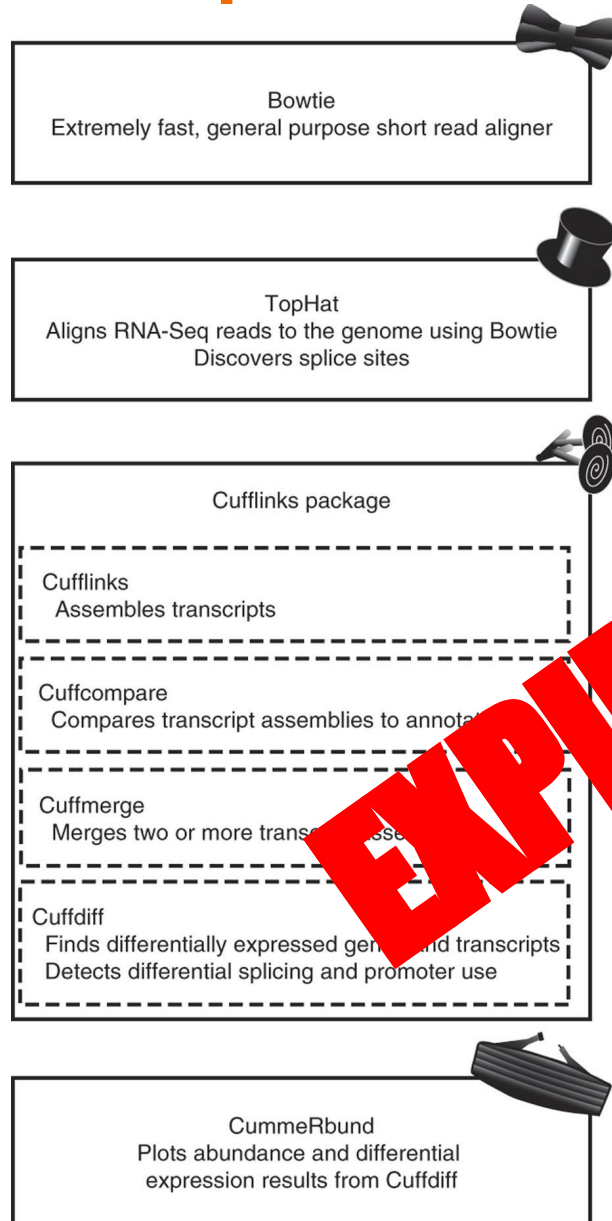 Bowtie
Extremely fast, general purpose short read aligner
TopHat
Aligns RNA-Seq reads to the genome using Bowtie
Discovers splice sites
Cufflinks package
Cufflinks
Assembles transcripts
Cuffcompare
Compares transcript assemblies to
Cuffmerge
Merges two or more
Cuffdiff
Finds differentially expressed and transcripts
Detects differential splicing and promoter use
CummeRbund
Plots abundance and differential
expression results from Cuffdiff